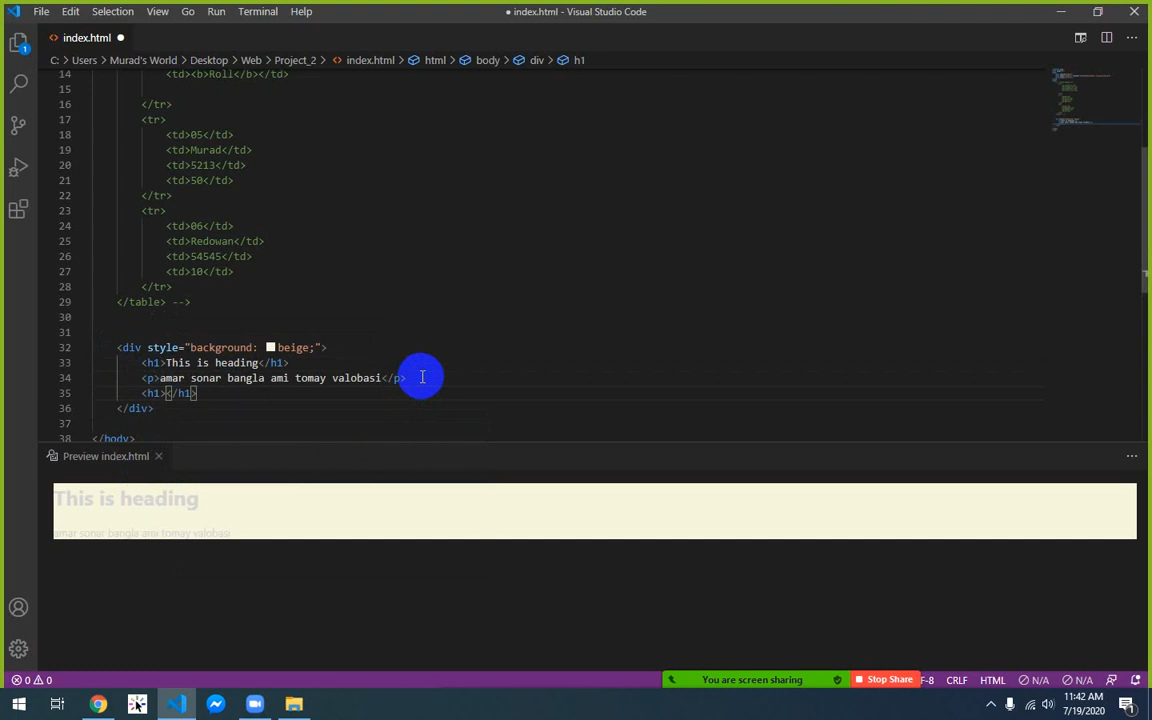 File Edit Selection View Go Run Terminal Help
● index.html - Visual Studio Code
index.html ●
C: > Users > Murad's World > Desktop > Web > Project_2 > index.html > html > body > div > h1
14 <td><b>Roll</b></td>
15
16 </tr>
17 <tr>
18 <td>05</td>
19 <td>Murad</td>
20 <td>5213</td>
21 <td>50</td>
22 </tr>
23 <tr>
24 <td>06</td>
25 <td>Redowan</td>
26 <td>54545</td>
27 <td>10</td>
28 </tr>
29 </table> -->
30
31
32 <div style="background: beige;">
33 <h1>This is heading</h1>
34 <p>amar sonar bangla ami tomay valobasi</p>
35 <h1></h1>
36 </div>
37
38 </body>
Preview index.html
This is heading
amar sonar bangla ami tomay valobasi
0 0 You are screen sharing Stop Share F-8 CRLF HTML N/A N/A
11:42 AM
7/19/2020